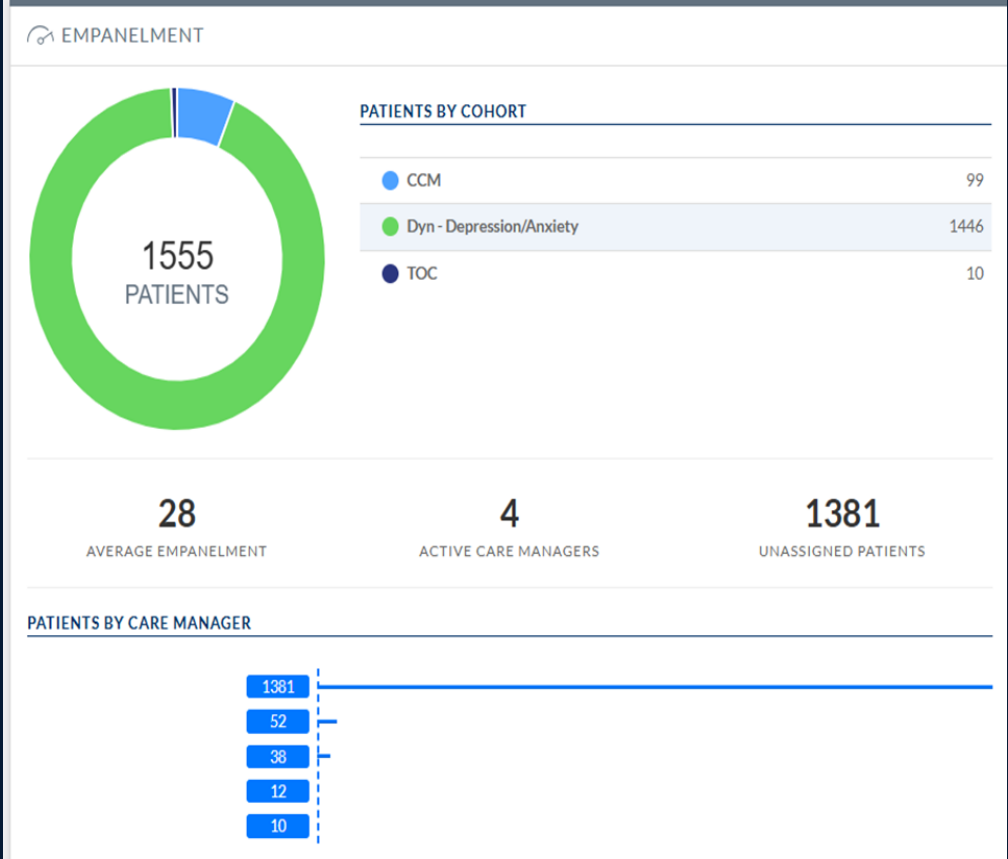 EMPANELMENT
PATIENTS BY COHORT
CCM 99
Dyn - Depression/Anxiety 1446
TOC 10
1555
PATIENTS
28
AVERAGE EMPANELMENT
4
ACTIVE CARE MANAGERS
1381
UNASSIGNED PATIENTS
PATIENTS BY CARE MANAGER
1381
52
38
12
10